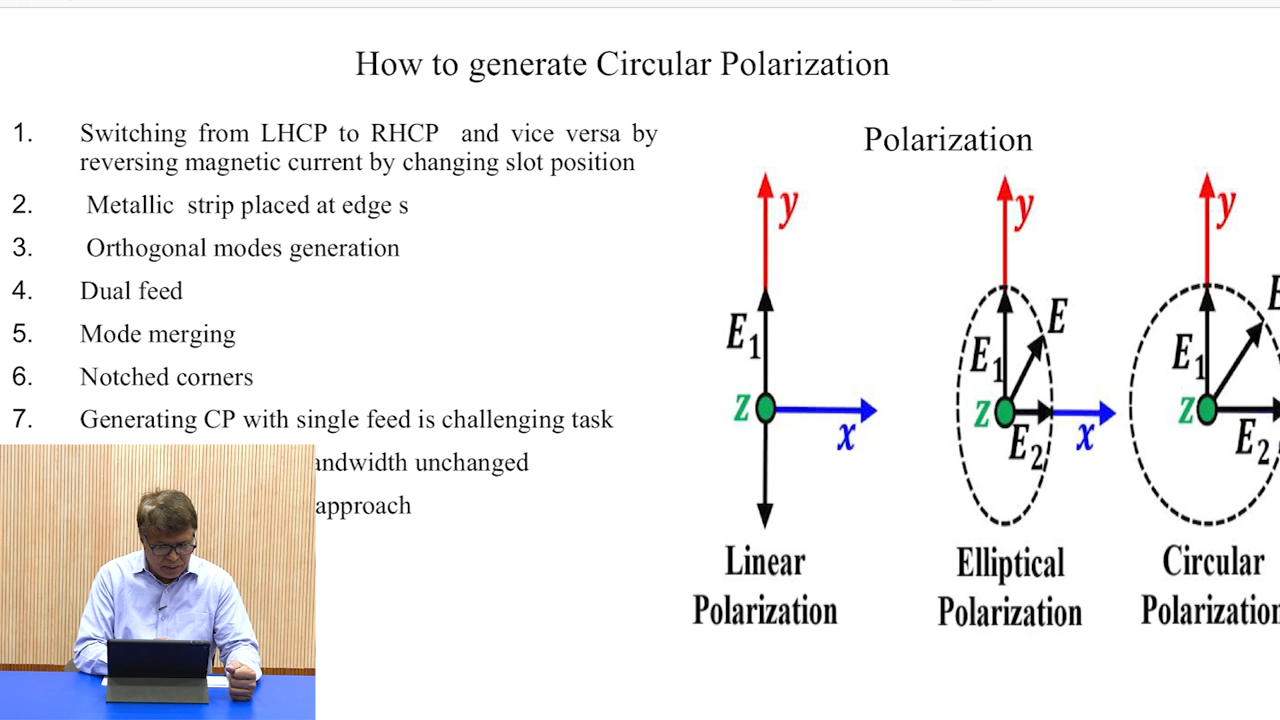 How to generate Circular Polarization
1. Switching from LHCP to RHCP and vice versa by
reversing magnetic current by changing slot position
2. Metallic strip placed at edge s
3. Orthogonal modes generation
4. Dual feed
5. Mode merging
6. Notched corners
7. Generating CP with single feed is challenging task
andwidth unchanged
approach
Polarization
y
E1
z
x
Linear
Polarization
y
E
E1
z
E2
x
Elliptical
Polarization
y
E1
z
E2
Circular
Polarization